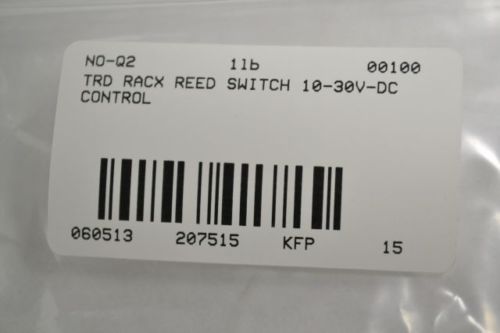 NO-Q2 1lb 00100
TRD RACX REED SWITCH 10-30V-DC
CONTROL
060513 207515 KFP 15